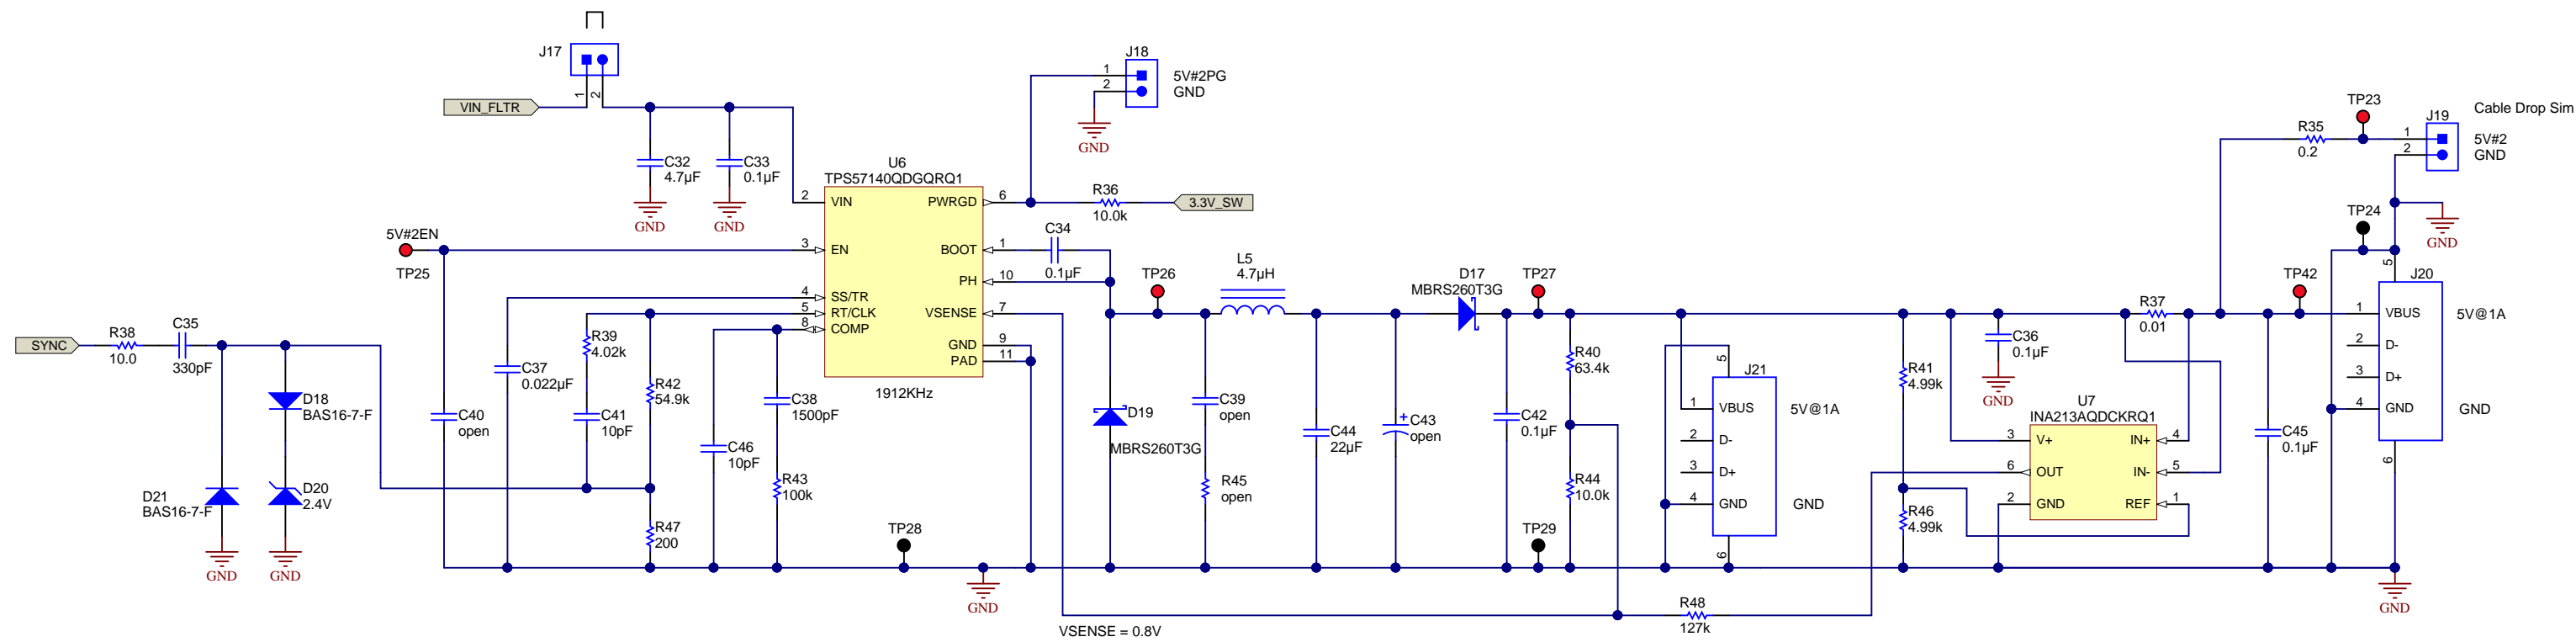 J17
1
2
VIN_FLTR
C32
4.7µF
GND
C33
0.1µF
GND
J18
1
2
5V#2PG
GND
GND
U6
TPS57140QDGQRQ1
2 VIN
3 EN
4 SS/TR
5 RT/CLK
8 COMP
PWRGD 6
BOOT 1
PH 10
VSENSE 7
GND 9
PAD 11
1912KHz
R36
10.0k
3.3V_SW
C34
0.1µF
5V#2EN
TP25
SYNC
R38
10.0
C35
330pF
D18
BAS16-7-F
D21
BAS16-7-F
D20
2.4V
GND
GND
C40
open
C37
0.022µF
R39
4.02k
C41
10pF
R42
54.9k
R47
200
C46
10pF
C38
1500pF
R43
100k
TP28
GND
D19
MBRS260T3G
TP26
L5
4.7µH
C39
open
R45
open
C44
22µF
C43
open
+
D17
MBRS260T3G
TP27
C42
0.1µF
R40
63.4k
R44
10.0k
TP29
VSENSE = 0.8V
R48
127k
J21
5
1 VBUS
2 D-
3 D+
4 GND
6
5V@1A
GND
R41
4.99k
R46
4.99k
C36
0.1µF
GND
U7
INA213AQDCKRQ1
3 V+
6 OUT
2 GND
IN+ 4
IN- 5
REF 1
R37
0.01
R35
0.2
TP23
Cable Drop Sim
J19
1
2
5V#2
GND
TP24
GND
TP42
C45
0.1µF
J20
5
1 VBUS
2 D-
3 D+
4 GND
6
5V@1A
GND
GND